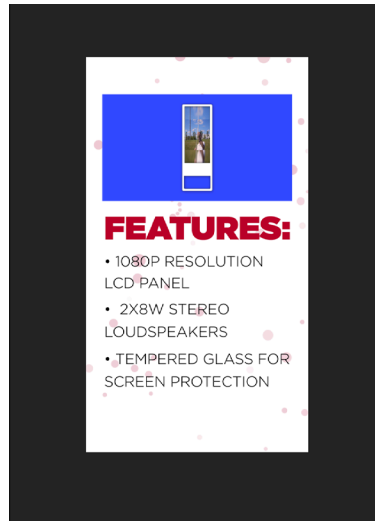 FEATURES:
• 1080P RESOLUTION
LCD PANEL
• 2X8W STEREO
LOUDSPEAKERS
• TEMPERED GLASS FOR
SCREEN PROTECTION